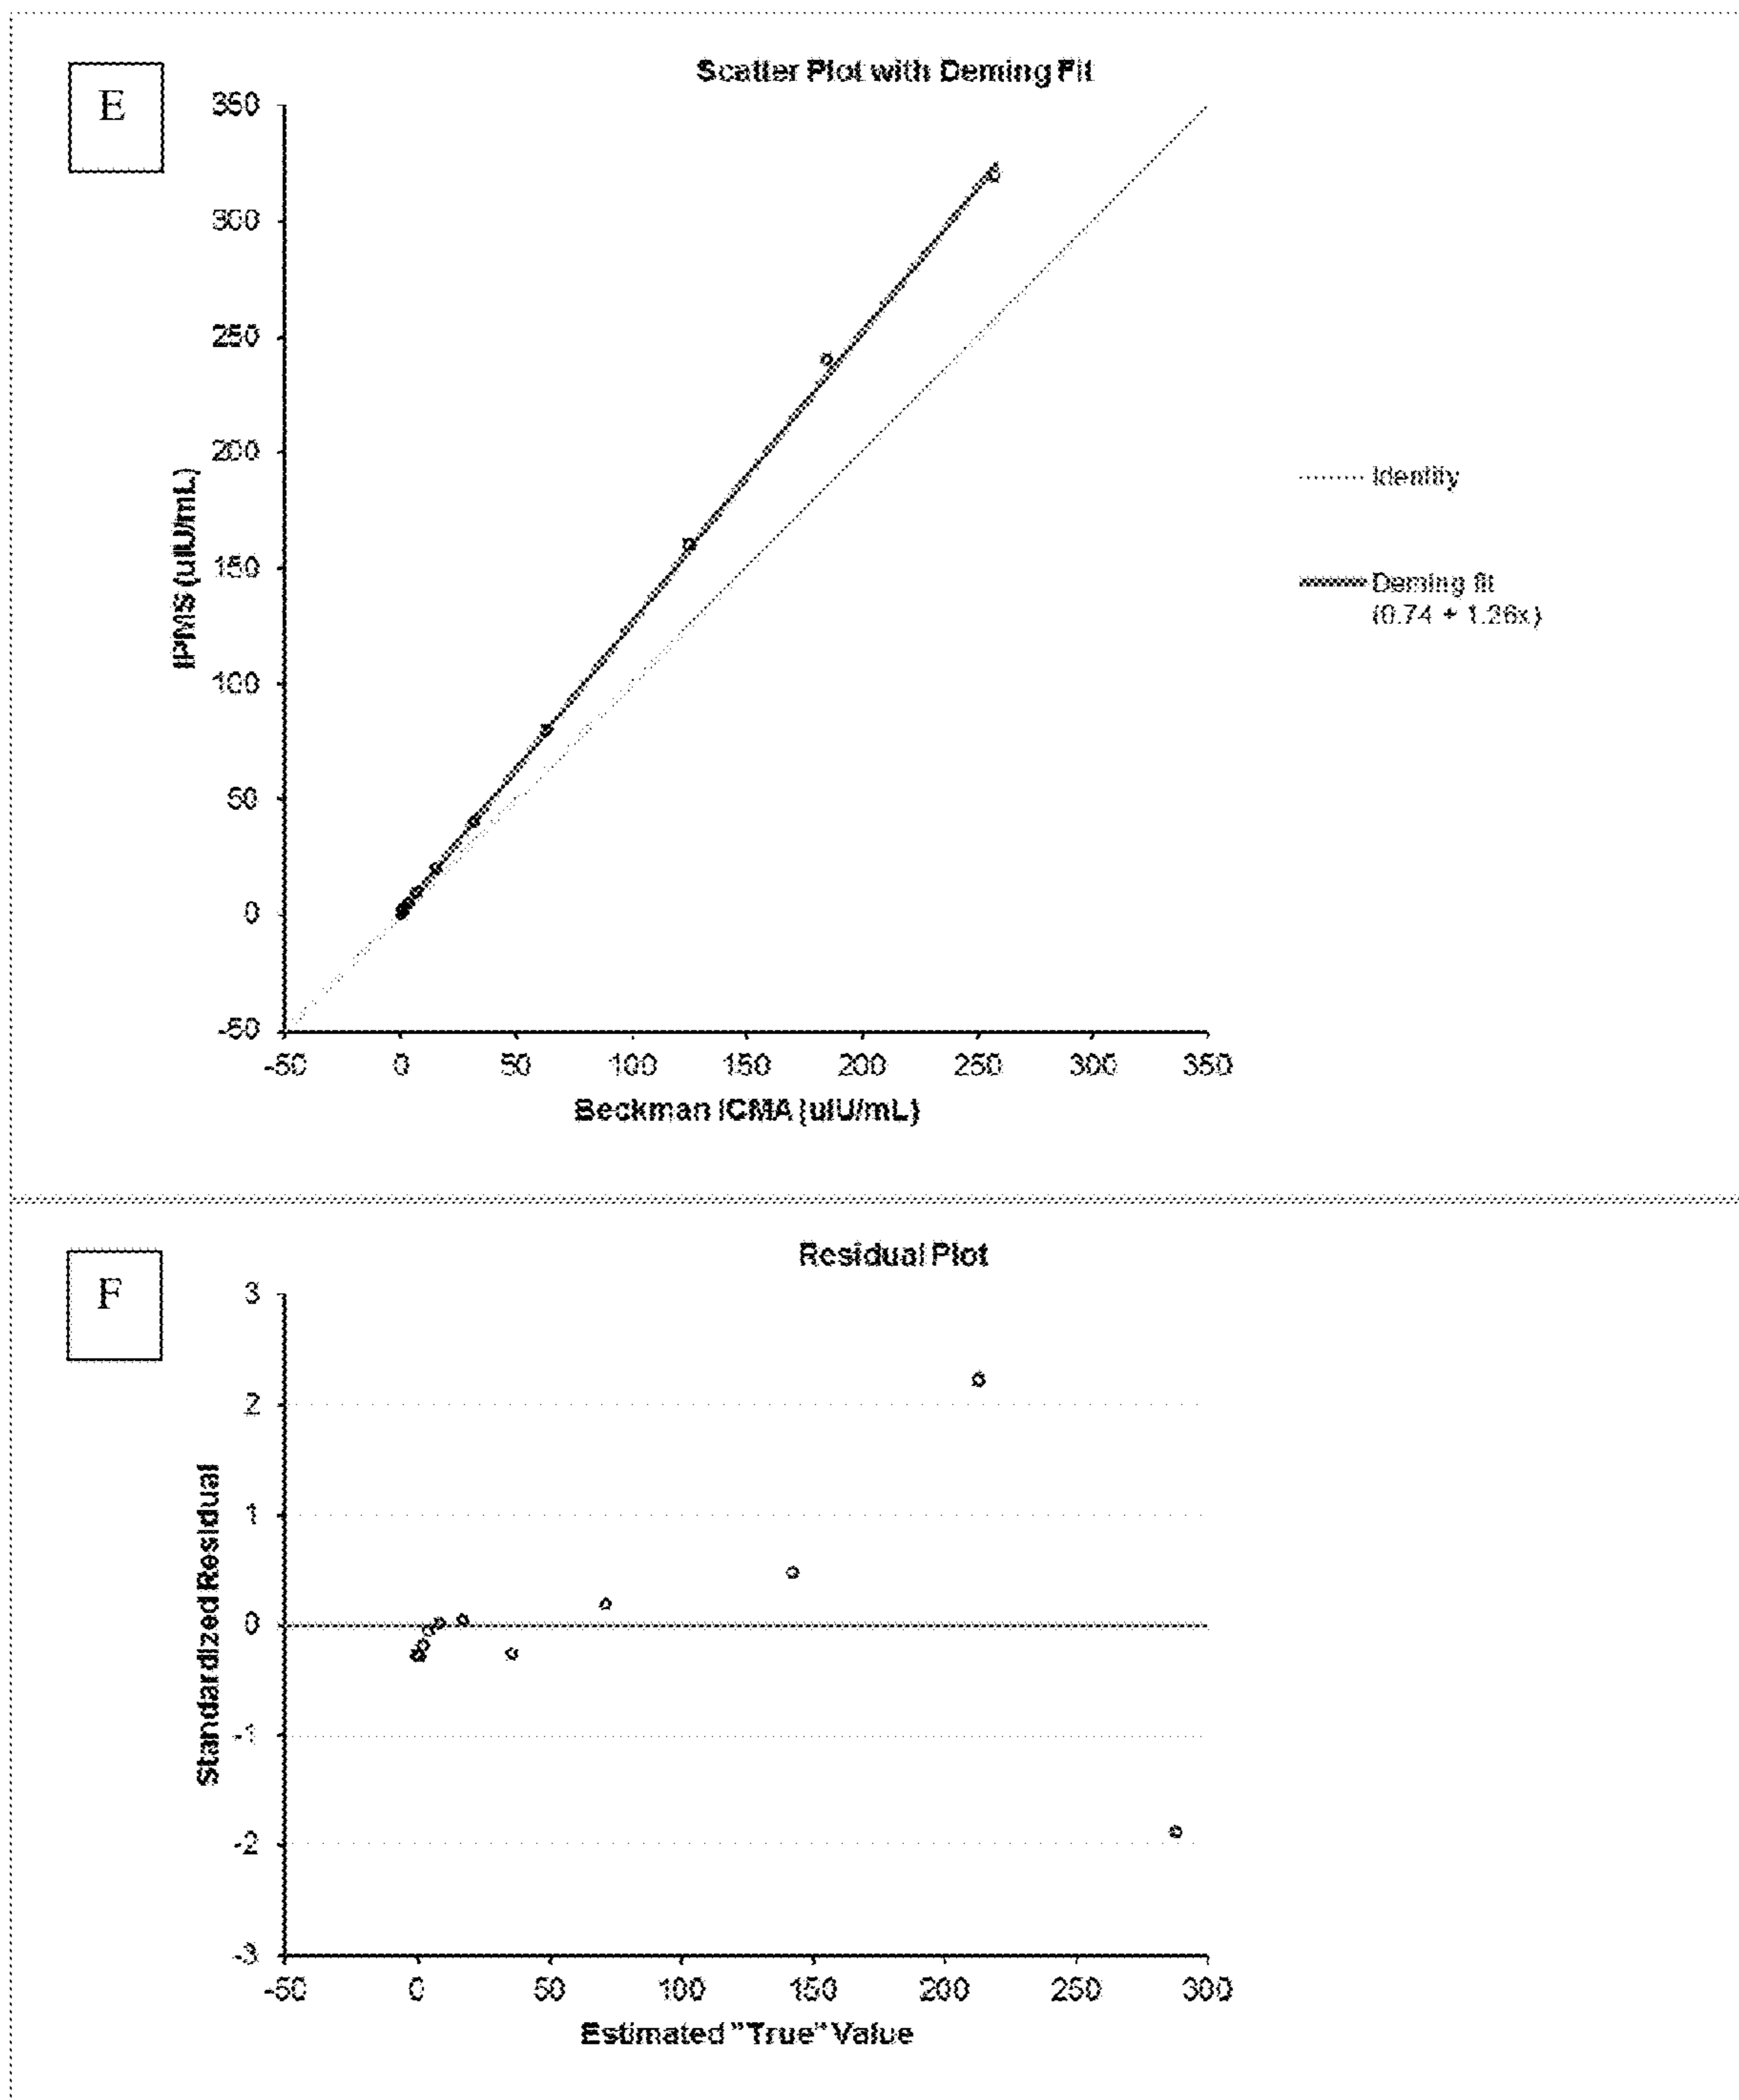 E
Scatter Plot with Deming Fit
350
300
250
200
150
100
50
0
-50
-50 0 50 100 150 200 250 300 350
IPMS (uIU/mL)
Beckman ICMA (uIU/mL)
Identity
Deming fit
(0.74 + 1.26x)
F
Residual Plot
3
2
1
0
-1
-2
-3
-50 0 50 100 150 200 250 300
Standardized Residual
Estimated "True" Value